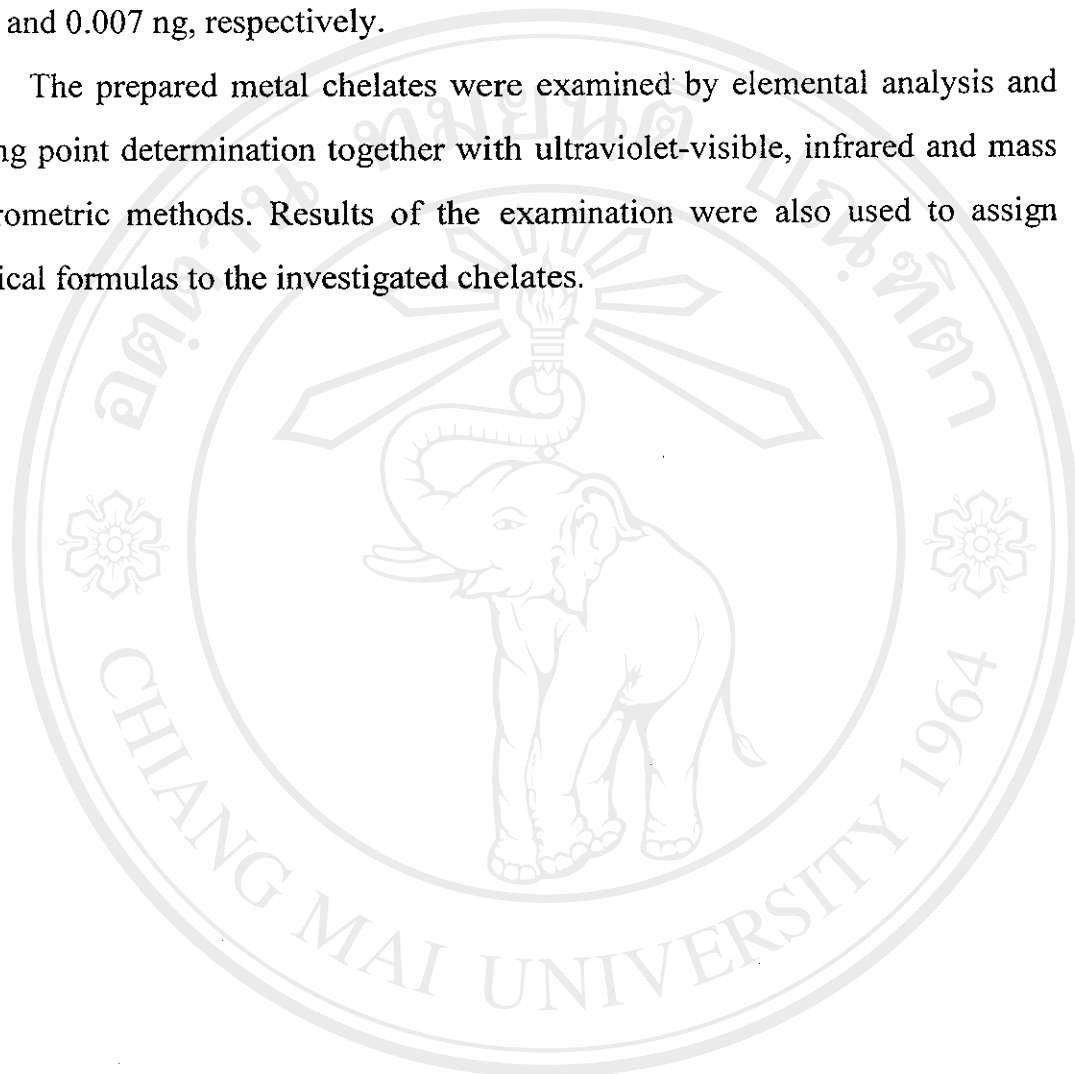 and 0.007 ng, respectively.
The prepared metal chelates were examined by elemental analysis and
ng point determination together with ultraviolet-visible, infrared and mass
rometric methods. Results of the examination were also used to assign
ical formulas to the investigated chelates.
CHIANG MAI UNIVERSITY 1964